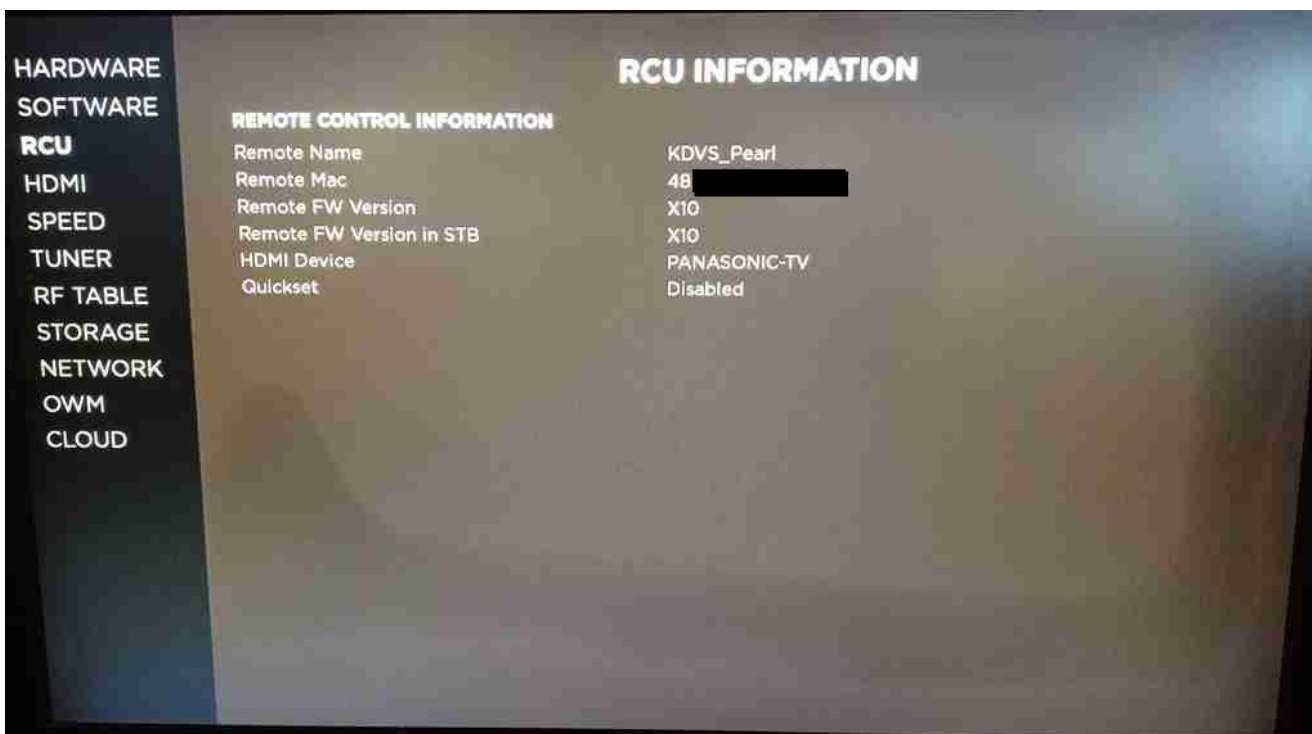 HARDWARE
SOFTWARE
RCU
HDMI
SPEED
TUNER
RF TABLE
STORAGE
NETWORK
OWM
CLOUD
RCU INFORMATION
REMOTE CONTROL INFORMATION
Remote Name KDVS_Pearl
Remote Mac 48
Remote FW Version X10
Remote FW Version in STB X10
HDMI Device PANASONIC-TV
Quickset Disabled